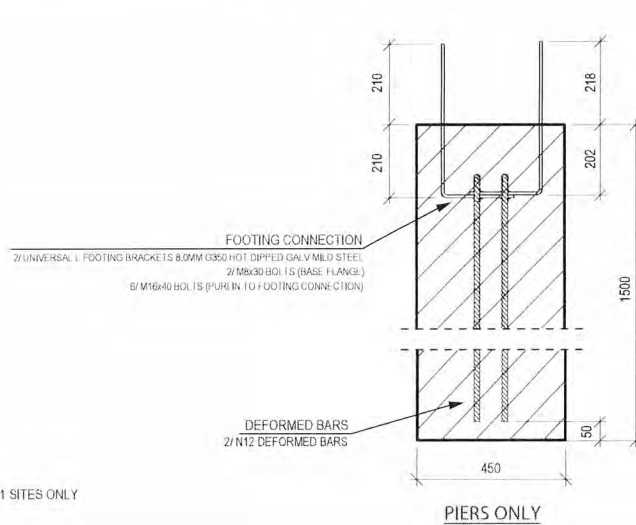 210
218
210
202
FOOTING CONNECTION
2/ UNIVERSAL L FOOTING BRACKETS 8.0MM G350 HOT DIPPED GALV MILD STEEL
2/ M8x30 BOLTS (BASE FLANGE)
6/ M16x40 BOLTS (PURLIN TO FOOTING CONNECTION)
1500
DEFORMED BARS
2/ N12 DEFORMED BARS
50
450
1 SITES ONLY
PIERS ONLY